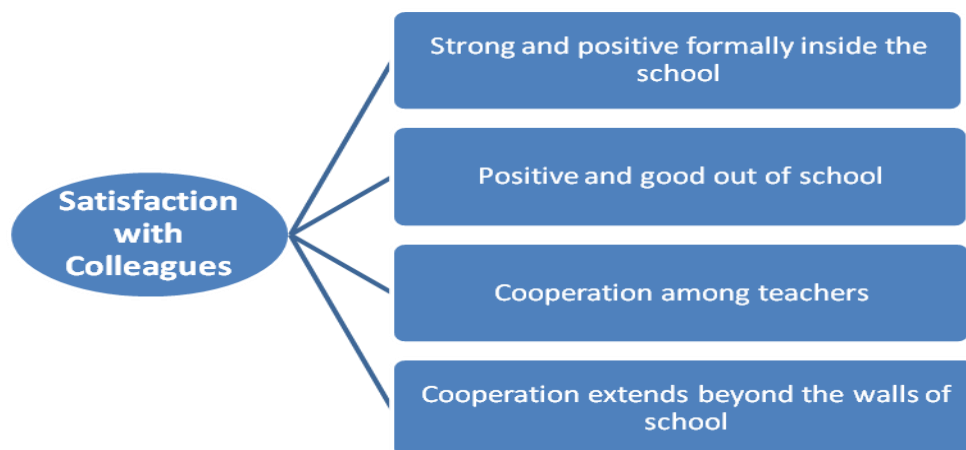 Satisfaction
with
Colleagues
Strong and positive formally inside the
school
Positive and good out of school
Cooperation among teachers
Cooperation extends beyond the walls of
school